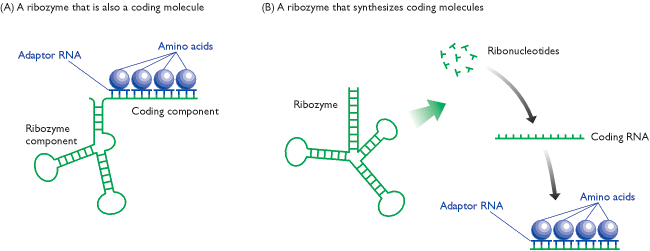 (A) A ribozyme that is also a coding molecule
Amino acids
Adaptor RNA
Coding component
Ribozyme
component
(B) A ribozyme that synthesizes coding molecules
Ribonucleotides
Ribozyme
Coding RNA
Amino acids
Adaptor RNA